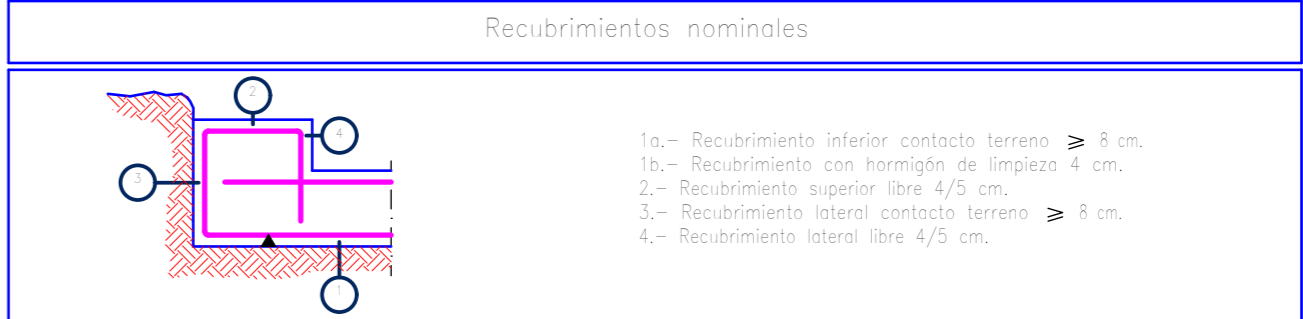 Recubrimientos nominales
2
4
3
1
1a.- Recubrimiento inferior contacto terreno ⩾ 8 cm.
1b.- Recubrimiento con hormigón de limpieza 4 cm.
2.- Recubrimiento superior libre 4/5 cm.
3.- Recubrimiento lateral contacto terreno ⩾ 8 cm.
4.- Recubrimiento lateral libre 4/5 cm.